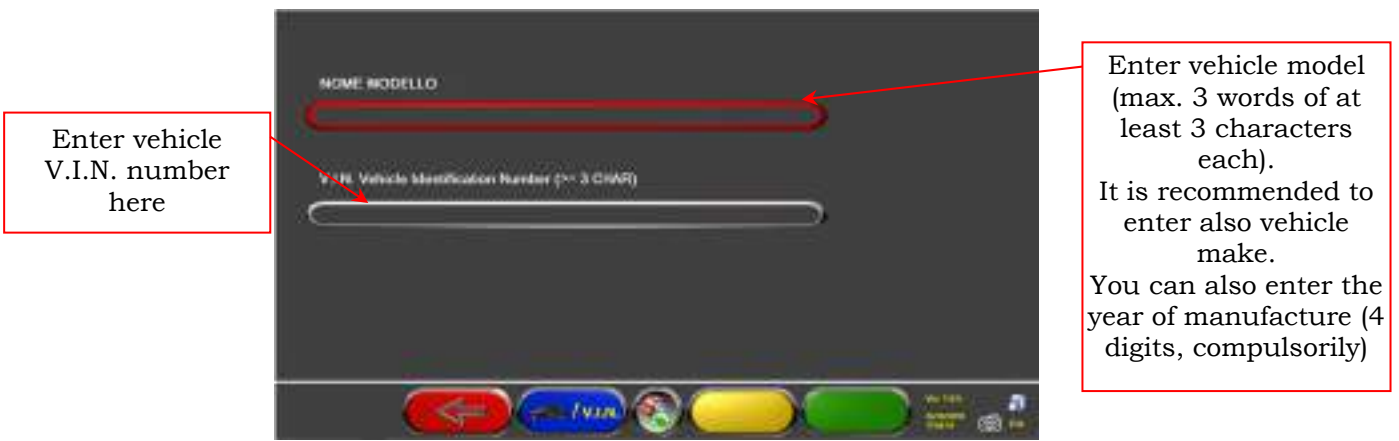 NOME MODELLO
V.I.N. Vehicle Identification Number (>= 3 CHAR)
Enter vehicle
V.I.N. number
here
Enter vehicle model
(max. 3 words of at
least 3 characters
each).
It is recommended to
enter also vehicle
make.
You can also enter the
year of manufacture (4
digits, compulsorily)
/ V.I.N.